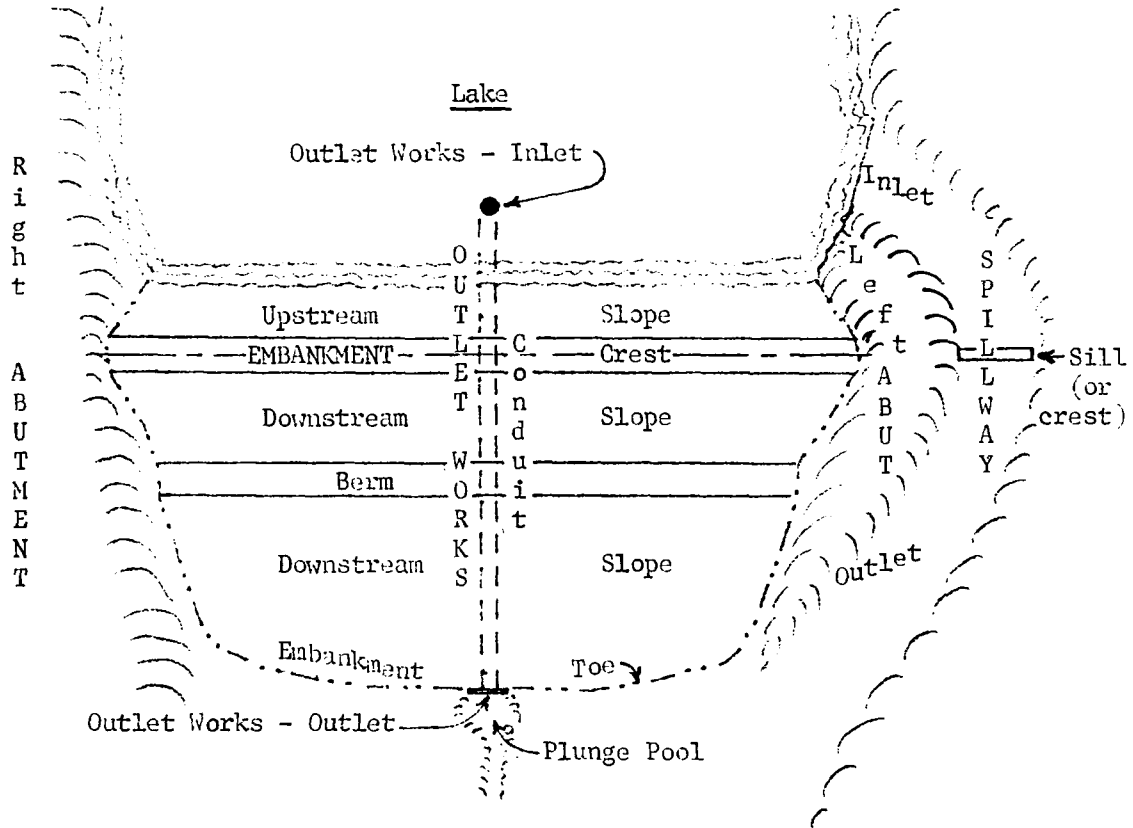 Lake
Outlet Works - Inlet
Right ABUTMENT
OUTLET WORKS
Conduit
Inlet
Left ABUT
SPILLWAY
Upstream Slope
EMBANKMENT Crest
Sill
(or
crest)
Downstream Slope
Berm
Downstream Slope
Outlet
Embankment Toe
Outlet Works - Outlet
Plunge Pool